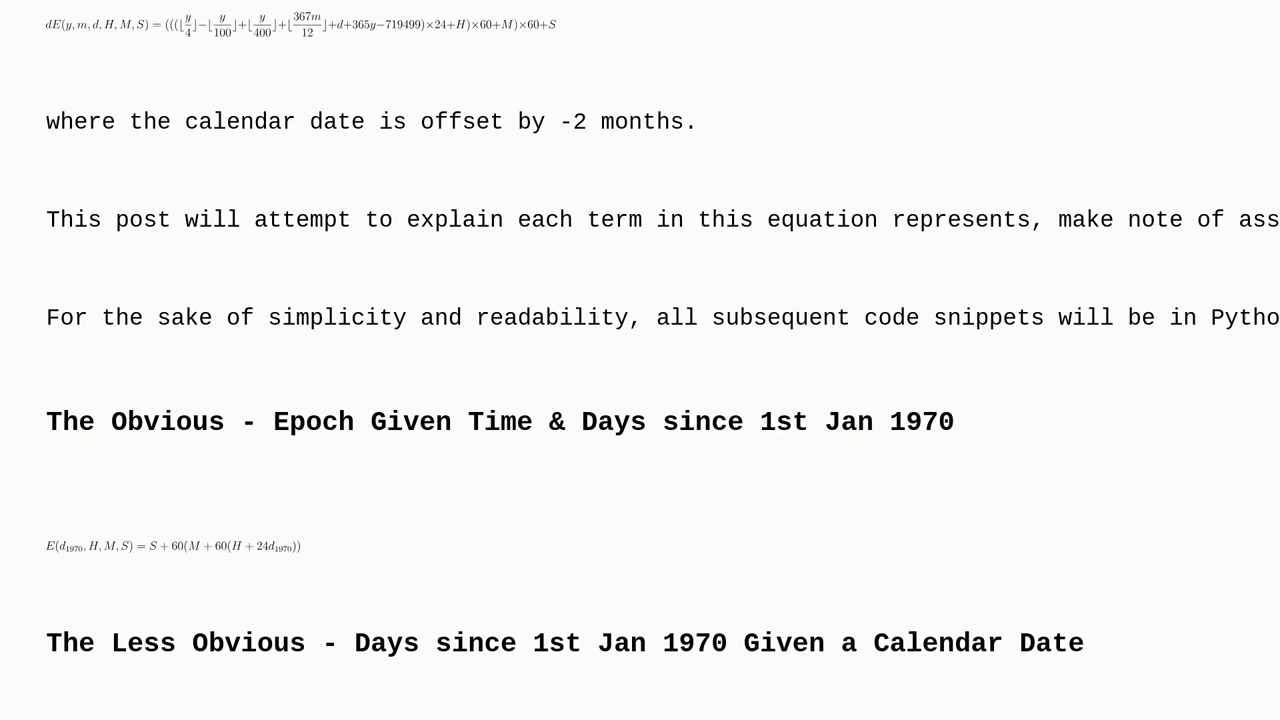 dE(y, m, d, H, M, S) = (((⌊y/4⌋−⌊y/100⌋+⌊y/400⌋+⌊367m/12⌋+d+365y−719499)×24+H)×60+M)×60+S
where the calendar date is offset by -2 months.
This post will attempt to explain each term in this equation represents, make note of ass
For the sake of simplicity and readability, all subsequent code snippets will be in Pytho
The Obvious - Epoch Given Time & Days since 1st Jan 1970
E(d₁₉₇₀, H, M, S) = S + 60(M + 60(H + 24d₁₉₇₀))
The Less Obvious - Days since 1st Jan 1970 Given a Calendar Date